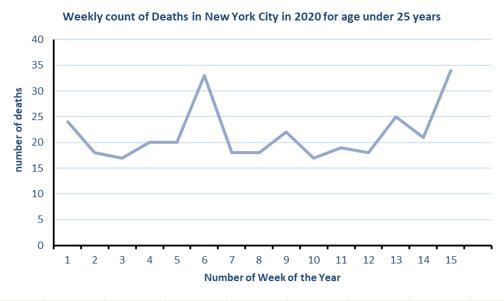 Weekly count of Deaths in New York City in 2020 for age under 25 years
number of deaths
40
35
30
25
20
15
10
5
0
1 2 3 4 5 6 7 8 9 10 11 12 13 14 15
Number of Week of the Year